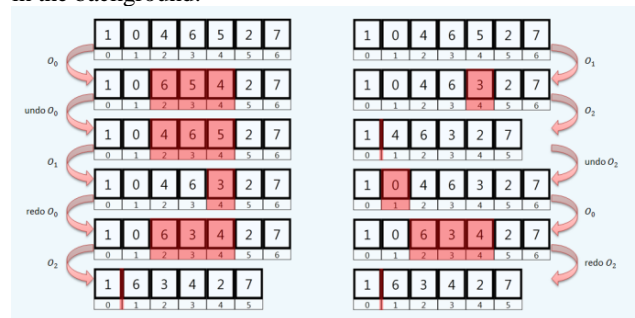 in the background.
1 0 4 6 5 2 7
0 1 2 3 4 5 6
O₀
1 0 6 5 4 2 7
0 1 2 3 4 5 6
undo O₀
1 0 4 6 5 2 7
0 1 2 3 4 5 6
O₁
1 0 4 6 3 2 7
0 1 2 3 4 5 6
redo O₀
1 0 6 3 4 2 7
0 1 2 3 4 5 6
O₂
1 6 3 4 2 7
0 1 2 3 4 5
1 0 4 6 5 2 7
0 1 2 3 4 5 6
O₁
1 0 4 6 3 2 7
0 1 2 3 4 5 6
O₂
1 4 6 3 2 7
0 1 2 3 4 5
undo O₂
1 0 4 6 3 2 7
0 1 2 3 4 5 6
O₀
1 0 6 3 4 2 7
0 1 2 3 4 5 6
redo O₂
1 6 3 4 2 7
0 1 2 3 4 5